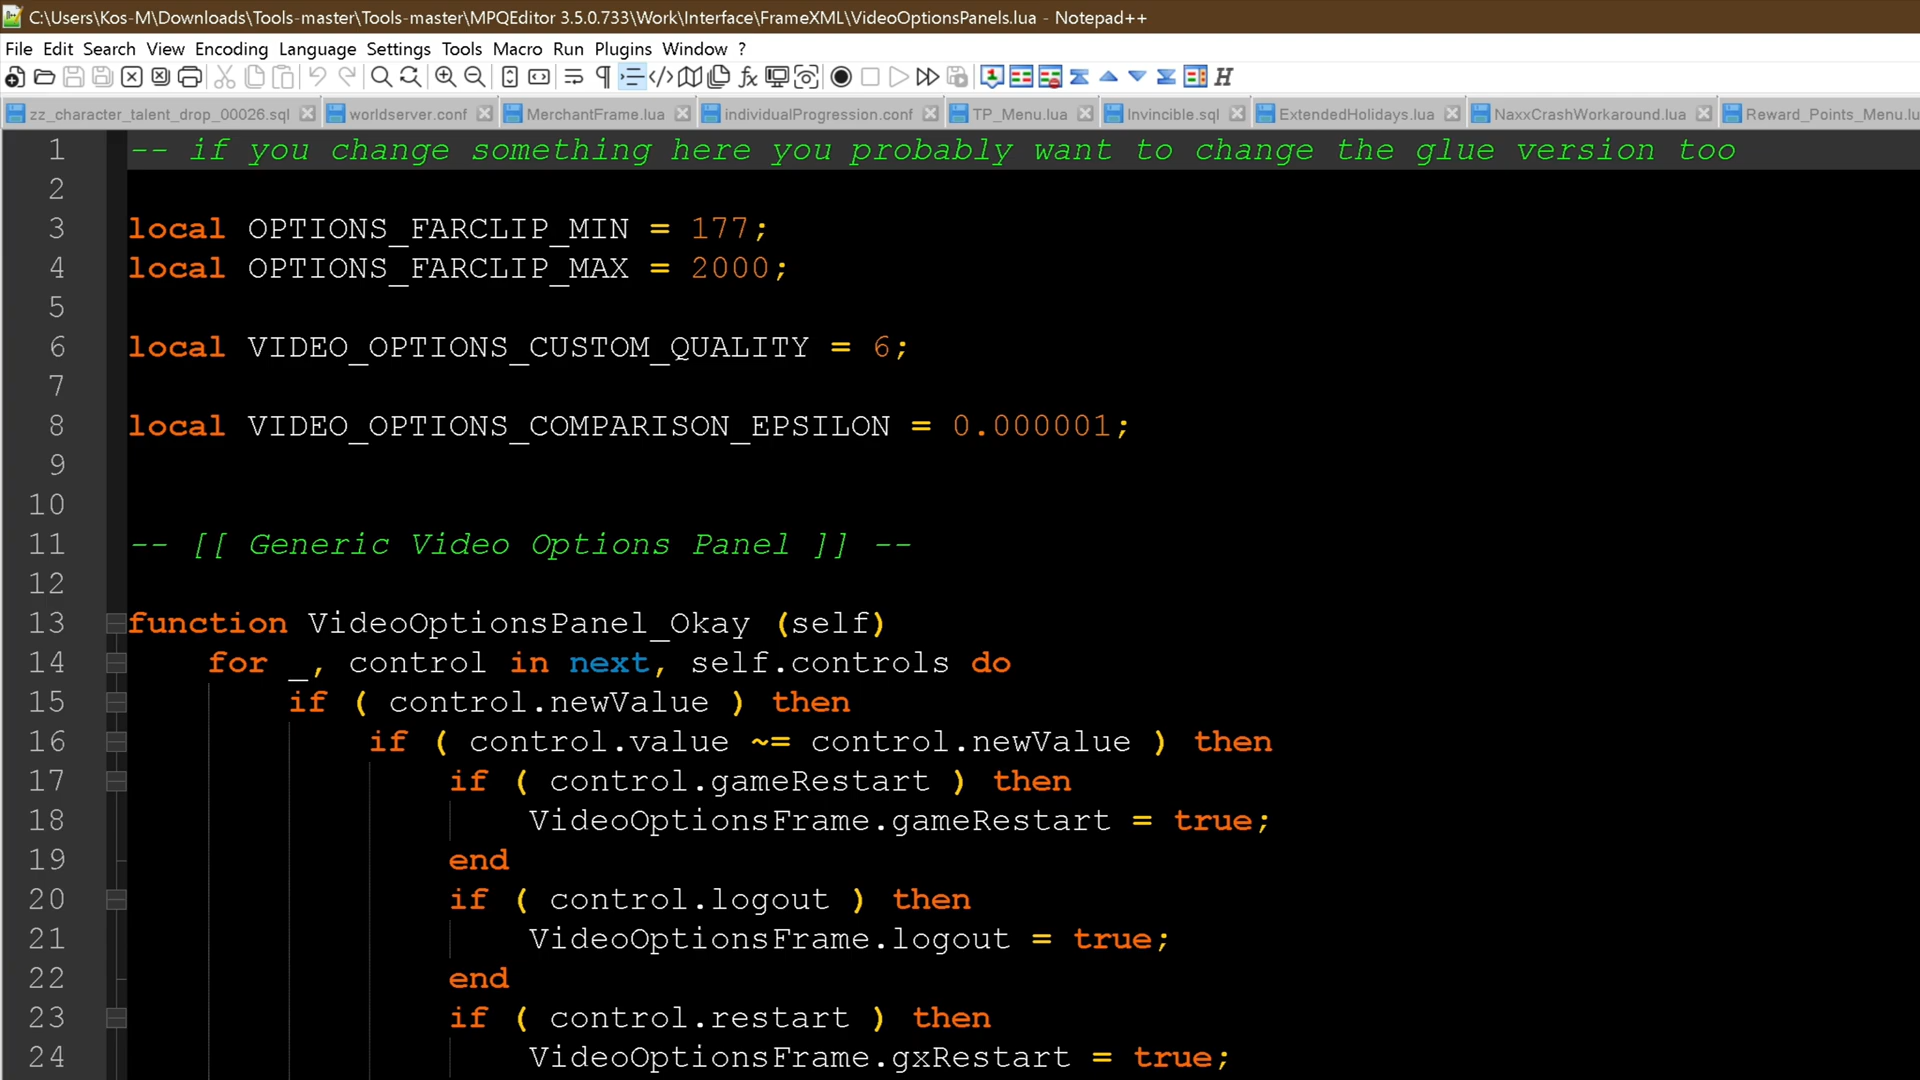 C:\Users\Kos-M\Downloads\Tools-master\Tools-master\MPQEditor 3.5.0.733\Work\Interface\FrameXML\VideoOptionsPanels.lua - Notepad++
File Edit Search View Encoding Language Settings Tools Macro Run Plugins Window ?
zz_character_talent_drop_00026.sql worldserver.conf MerchantFrame.lua individualProgression.conf TP_Menu.lua Invincible.sql ExtendedHolidays.lua NaxxCrashWorkaround.lua Reward_Points_Menu.lu
1 -- if you change something here you probably want to change the glue version too
2
3 local OPTIONS_FARCLIP_MIN = 177;
4 local OPTIONS_FARCLIP_MAX = 2000;
5
6 local VIDEO_OPTIONS_CUSTOM_QUALITY = 6;
7
8 local VIDEO_OPTIONS_COMPARISON_EPSILON = 0.000001;
9
10
11 -- [[ Generic Video Options Panel ]] --
12
13 function VideoOptionsPanel_Okay (self)
14 for _, control in next, self.controls do
15 if ( control.newValue ) then
16 if ( control.value ~= control.newValue ) then
17 if ( control.gameRestart ) then
18 VideoOptionsFrame.gameRestart = true;
19 end
20 if ( control.logout ) then
21 VideoOptionsFrame.logout = true;
22 end
23 if ( control.restart ) then
24 VideoOptionsFrame.gxRestart = true;